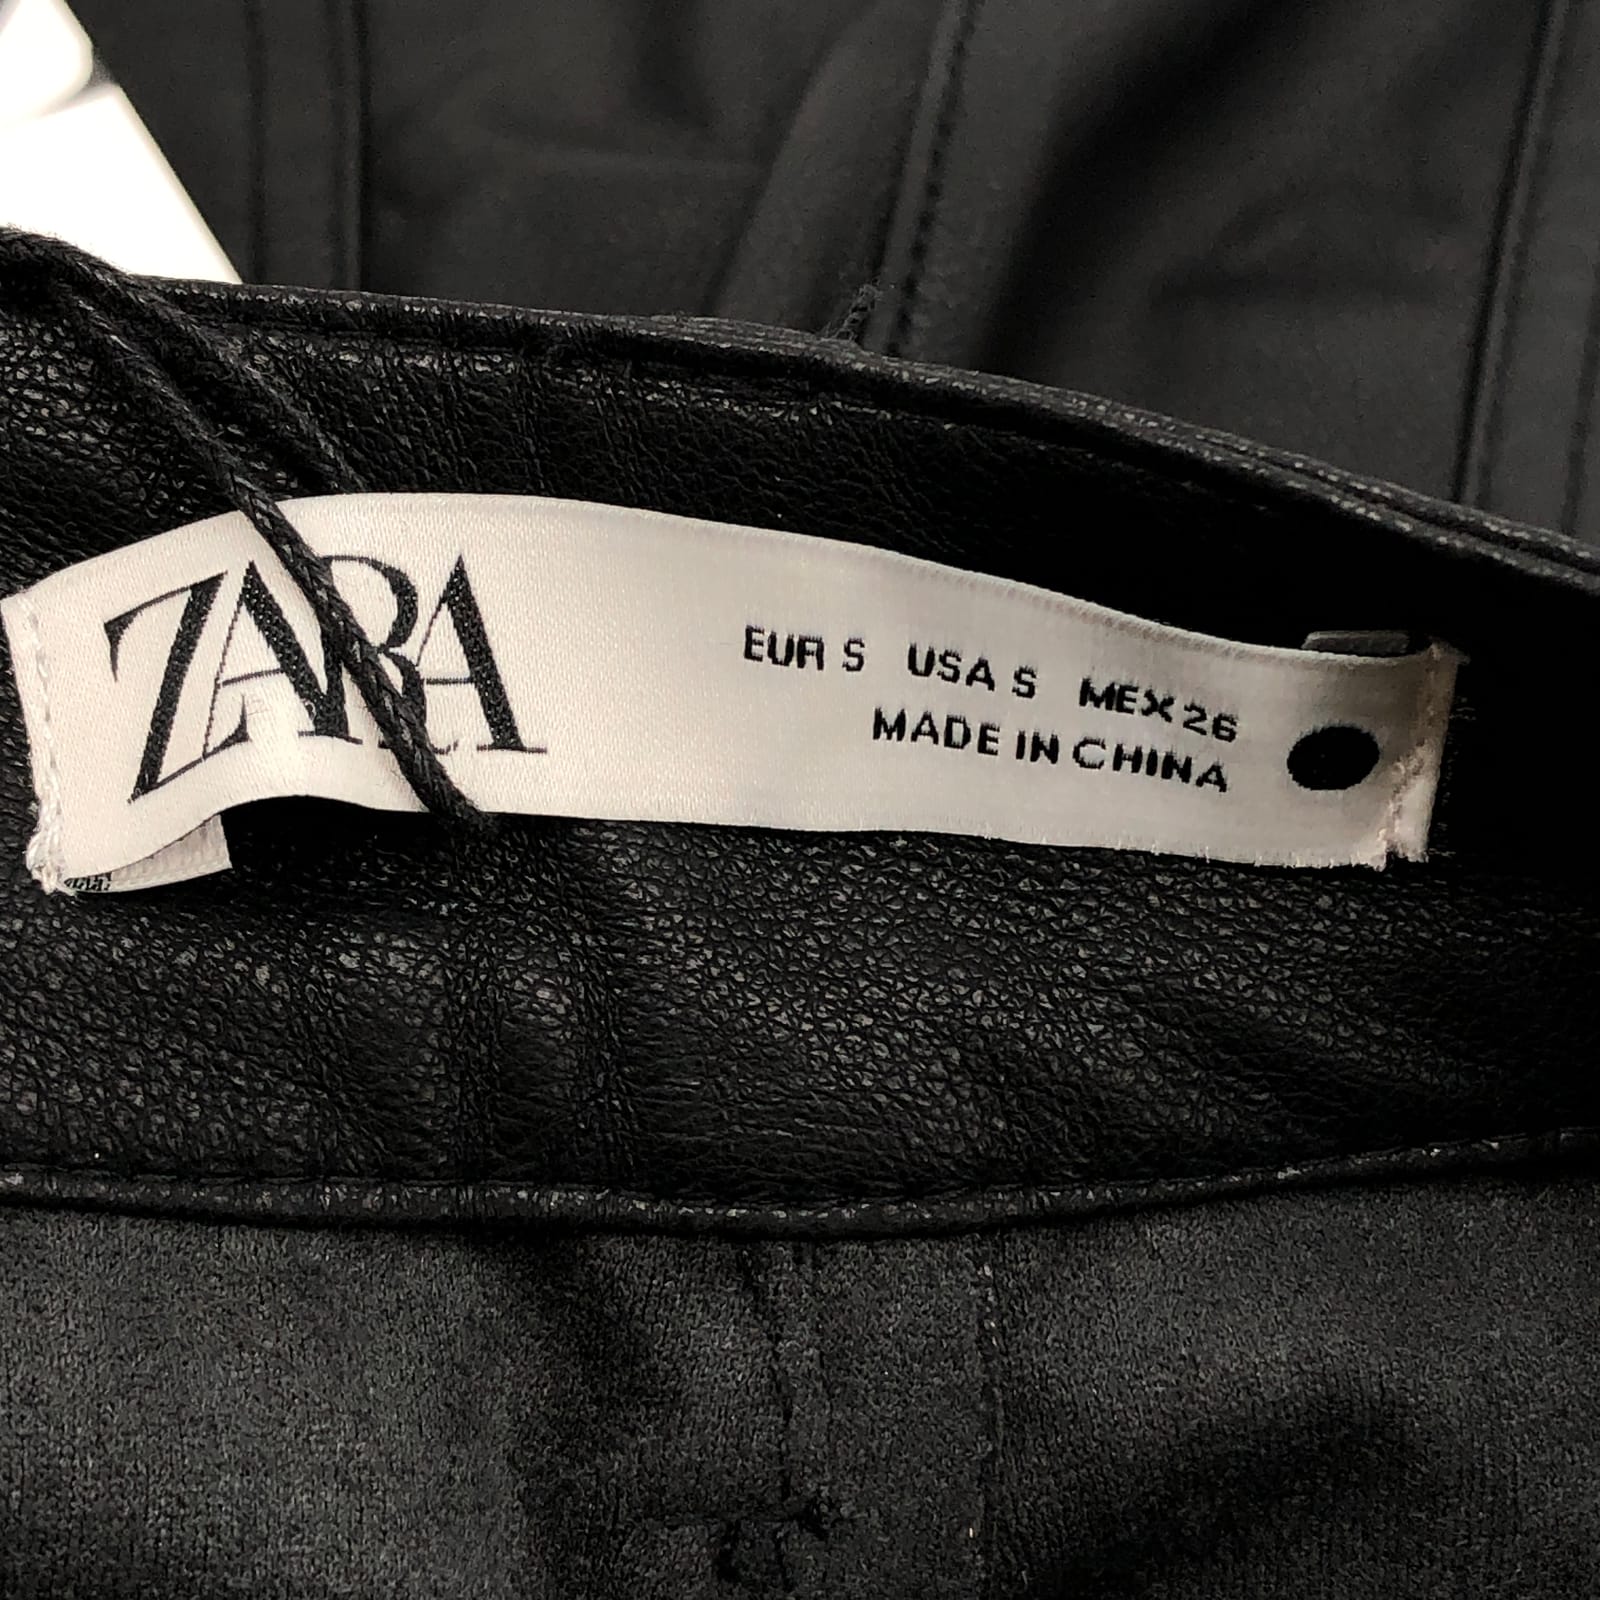 ZARA
EUR S USA S MEX 26
MADE IN CHINA